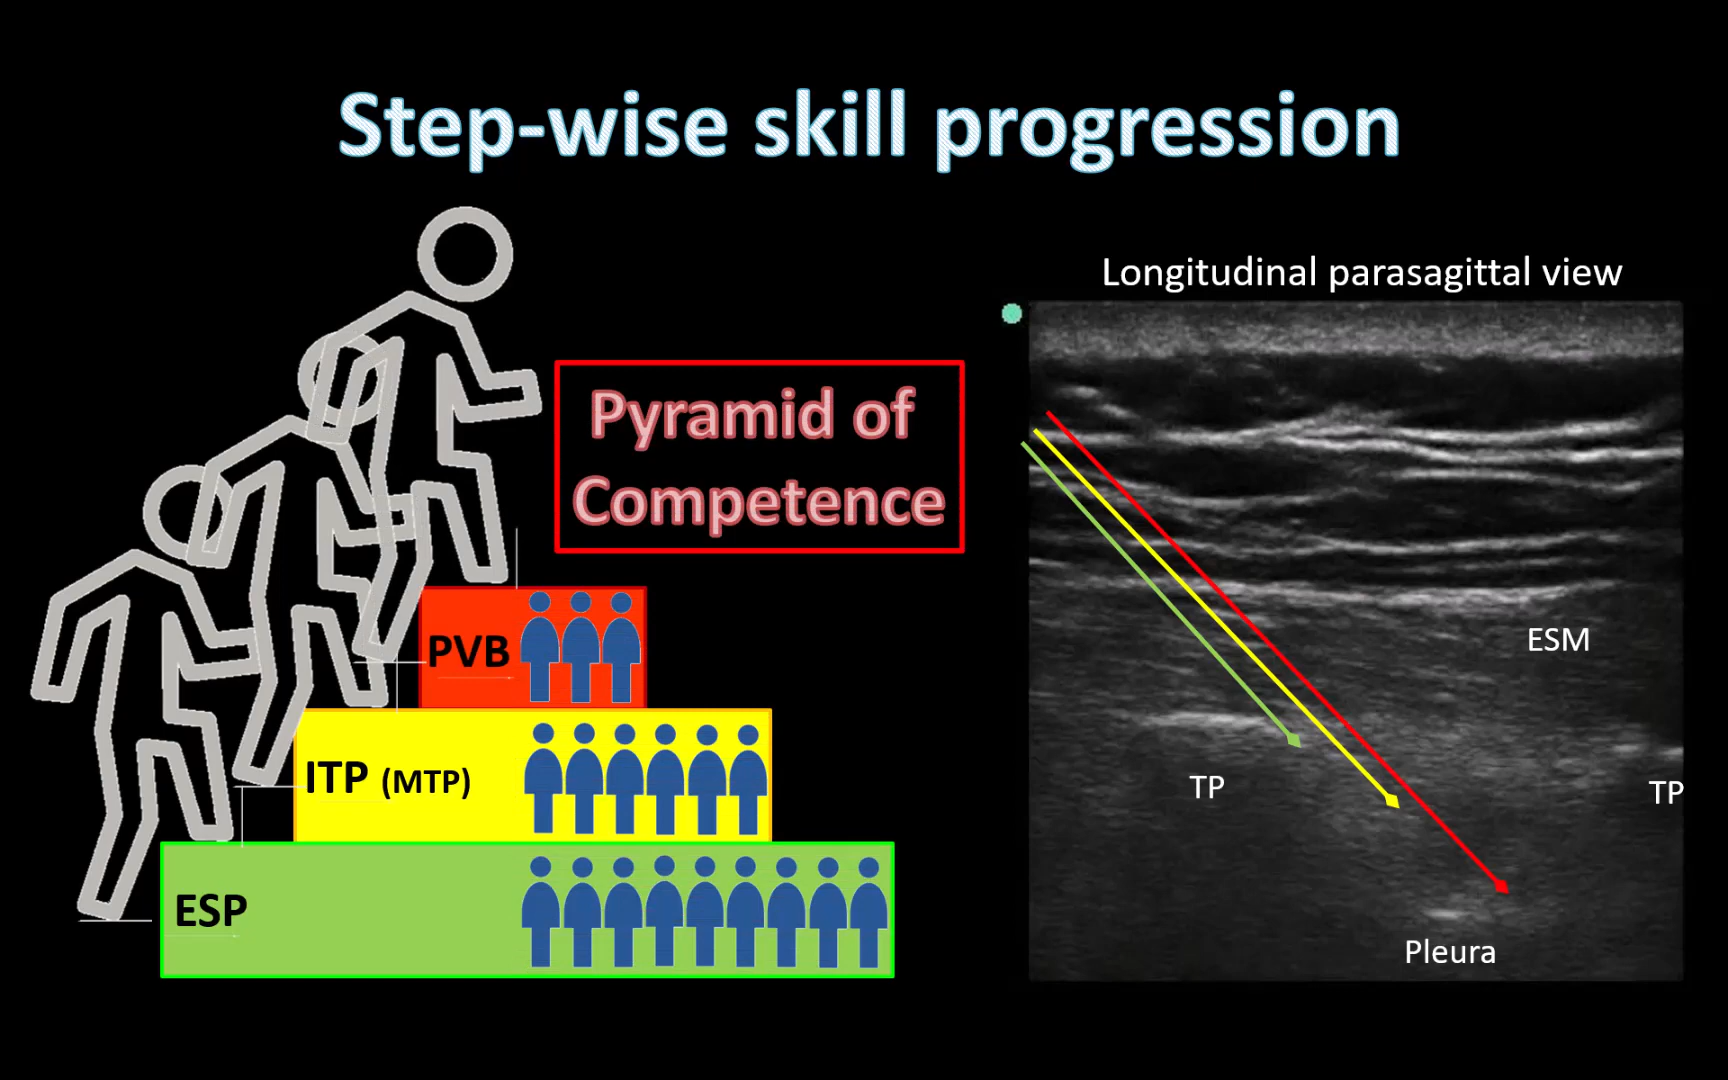 Step-wise skill progression
Longitudinal parasagittal view
Pyramid of
Competence
PVB
ITP (MTP)
ESP
ESM
TP
TP
Pleura